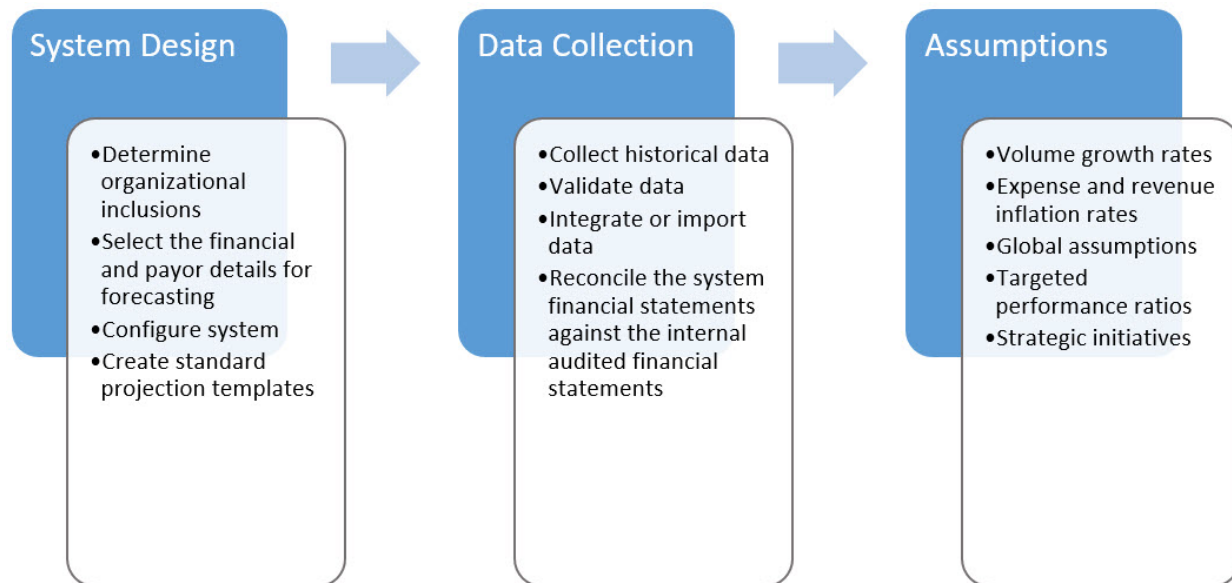 System Design
•Determine
organizational
inclusions
•Select the financial
and payor details for
forecasting
•Configure system
•Create standard
projection templates
Data Collection
•Collect historical data
•Validate data
•Integrate or import
data
•Reconcile the system
financial statements
against the internal
audited financial
statements
Assumptions
•Volume growth rates
•Expense and revenue
inflation rates
•Global assumptions
•Targeted
performance ratios
•Strategic initiatives